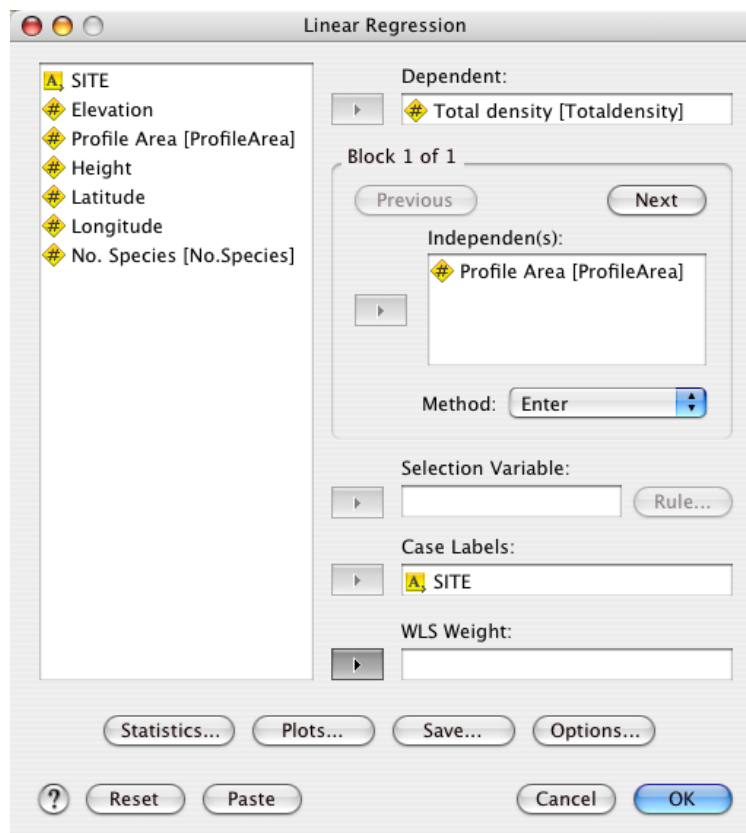 Linear Regression
SITE
Elevation
Profile Area [ProfileArea]
Height
Latitude
Longitude
No. Species [No.Species]
Dependent:
Total density [Totaldensity]
Block 1 of 1
Previous
Next
Independen(s):
Profile Area [ProfileArea]
Method: Enter
Selection Variable:
Rule...
Case Labels:
SITE
WLS Weight:
Statistics... Plots... Save... Options...
? Reset Paste Cancel OK